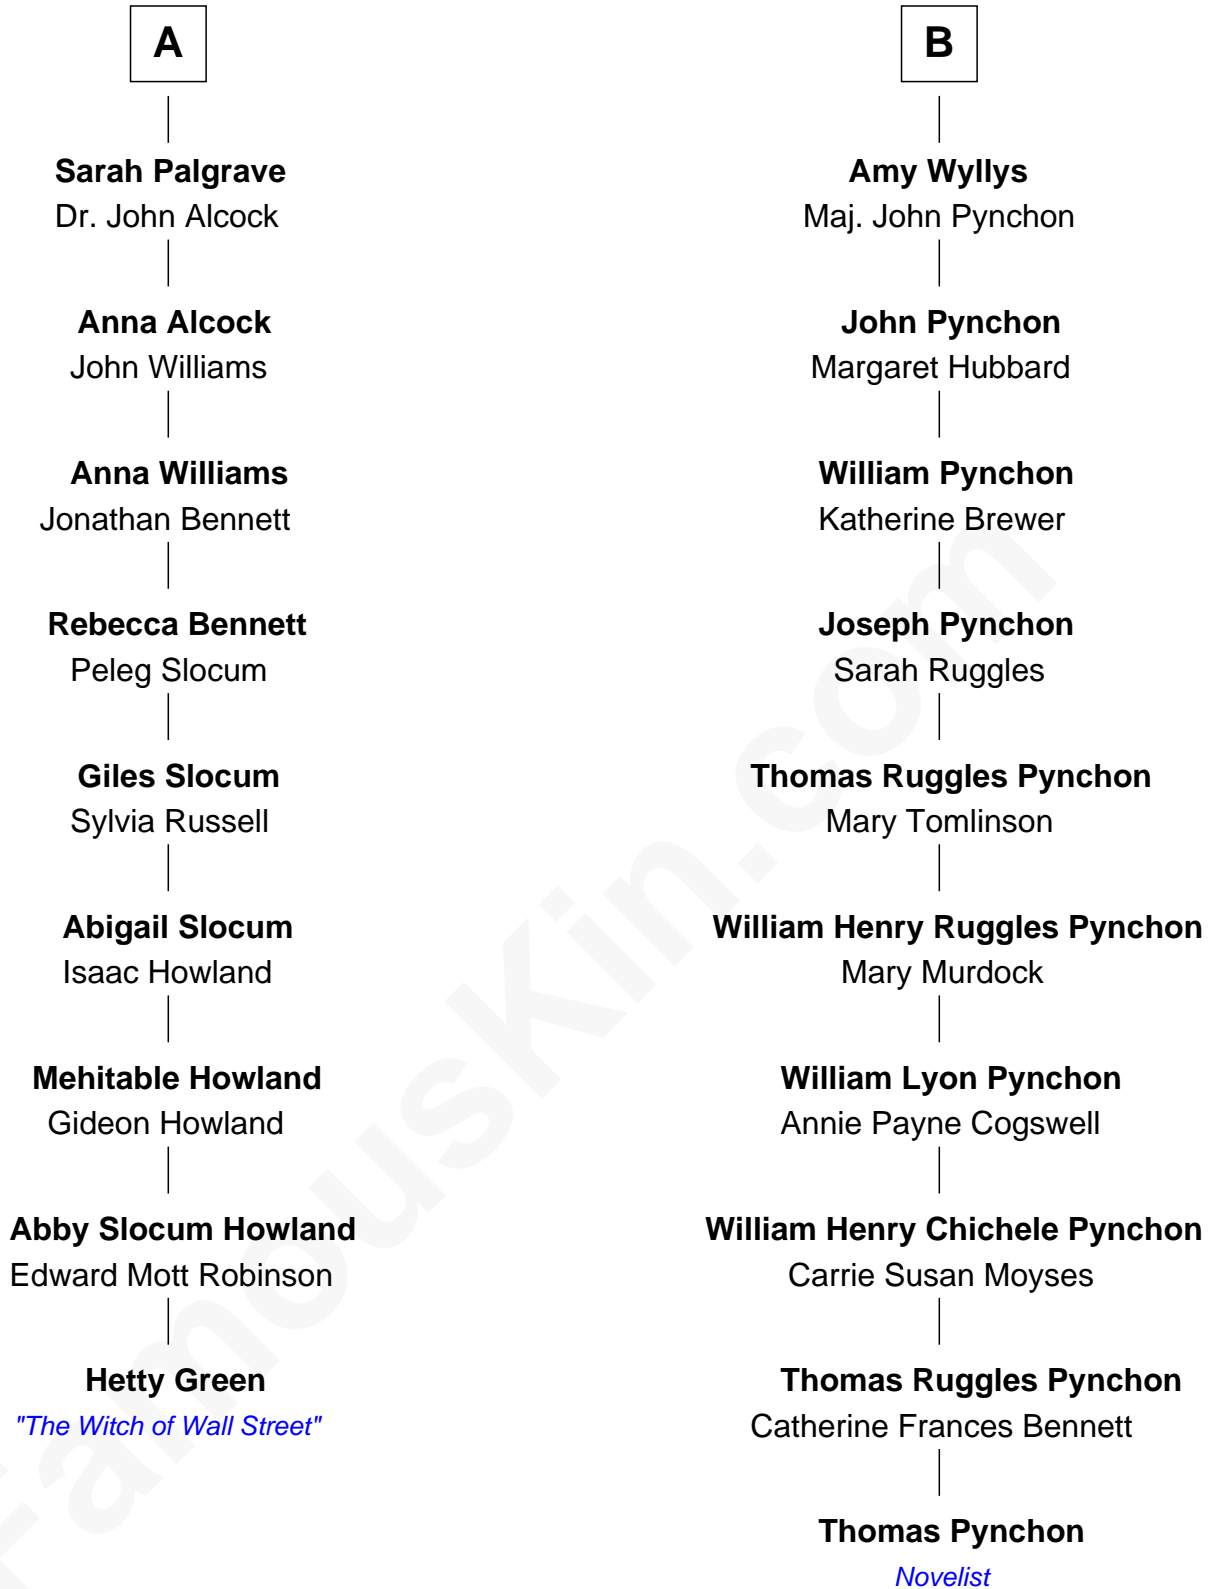 A
Sarah Palgrave
Dr. John Alcock
Anna Alcock
John Williams
Anna Williams
Jonathan Bennett
Rebecca Bennett
Peleg Slocum
Giles Slocum
Sylvia Russell
Abigail Slocum
Isaac Howland
Mehitable Howland
Gideon Howland
Abby Slocum Howland
Edward Mott Robinson
Hetty Green
"The Witch of Wall Street"
B
Amy Wyllys
Maj. John Pynchon
John Pynchon
Margaret Hubbard
William Pynchon
Katherine Brewer
Joseph Pynchon
Sarah Ruggles
Thomas Ruggles Pynchon
Mary Tomlinson
William Henry Ruggles Pynchon
Mary Murdock
William Lyon Pynchon
Annie Payne Cogswell
William Henry Chichele Pynchon
Carrie Susan Moyses
Thomas Ruggles Pynchon
Catherine Frances Bennett
Thomas Pynchon
Novelist
FamousKin.com